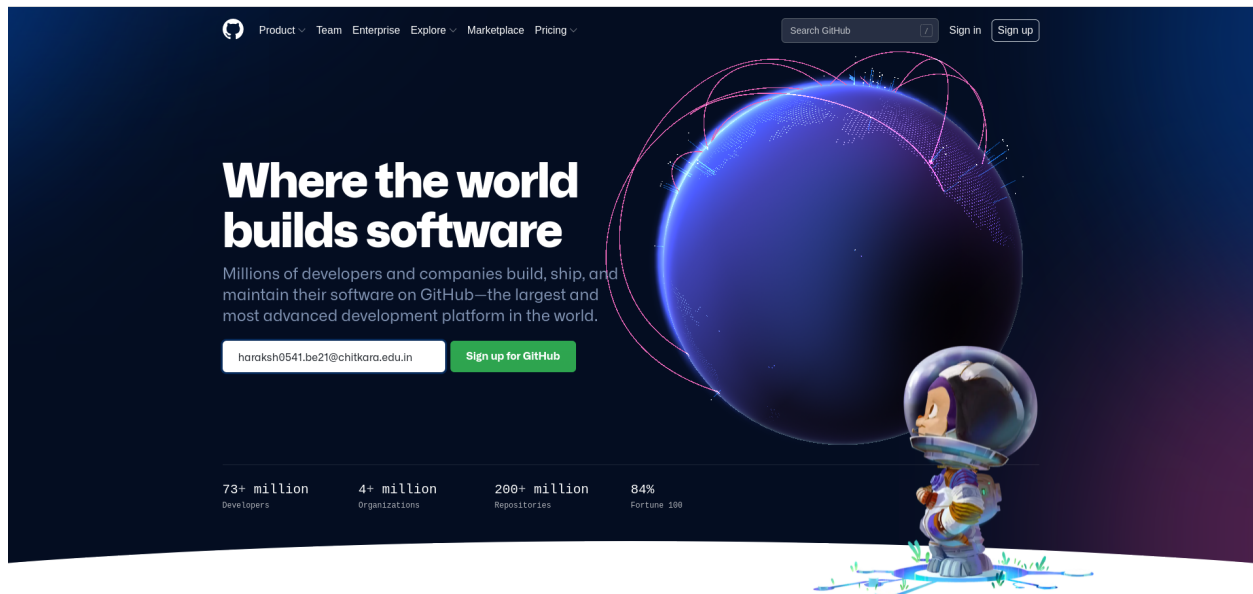 Product Team Enterprise Explore Marketplace Pricing Search GitHub / Sign in Sign up
Where the world
builds software
Millions of developers and companies build, ship, and
maintain their software on GitHub—the largest and
most advanced development platform in the world.
haraksh0541.be21@chitkara.edu.in Sign up for GitHub
73+ million 4+ million 200+ million 84%
Developers Organizations Repositories Fortune 100